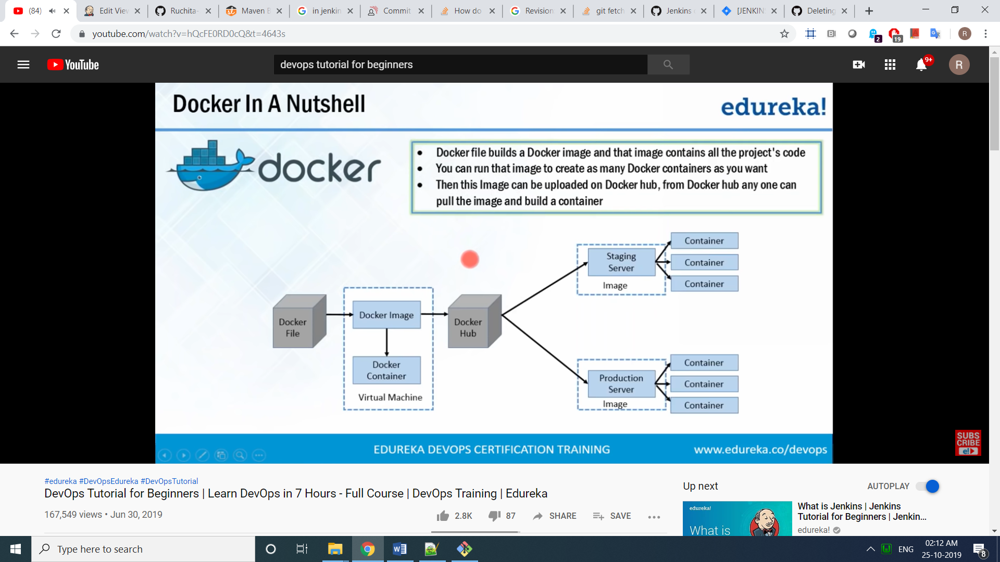 (84)
Edit Viev
Ruchita-
Maven B
in jenkin
Commit
How do
Revision
git fetch
Jenkins
[JENKIN
Deleting
youtube.com/watch?v=hQcFE0RD0cQ&t=4643s
2
19
R
YouTube
devops tutorial for beginners
9+
R
Docker In A Nutshell
edureka!
docker
• Docker file builds a Docker image and that image contains all the project's code
• You can run that image to create as many Docker containers as you want
• Then this Image can be uploaded on Docker hub, from Docker hub any one can
pull the image and build a container
Docker
File
Docker Image
Docker
Container
Virtual Machine
Docker
Hub
Staging
Server
Image
Container
Container
Container
Production
Server
Image
Container
Container
Container
EDUREKA DEVOPS CERTIFICATION TRAINING
www.edureka.co/devops
SUBS
CRIBE
e!
#edureka #DevOpsEdureka #DevOpsTutorial
DevOps Tutorial for Beginners | Learn DevOps in 7 Hours - Full Course | DevOps Training | Edureka
167,549 views • Jun 30, 2019
2.8K
87
SHARE
SAVE
Up next
AUTOPLAY
edureka!
What is
What is Jenkins | Jenkins
Tutorial for Beginners | Jenkin...
edureka!
Type here to search
ENG
02:12 AM
25-10-2019
8